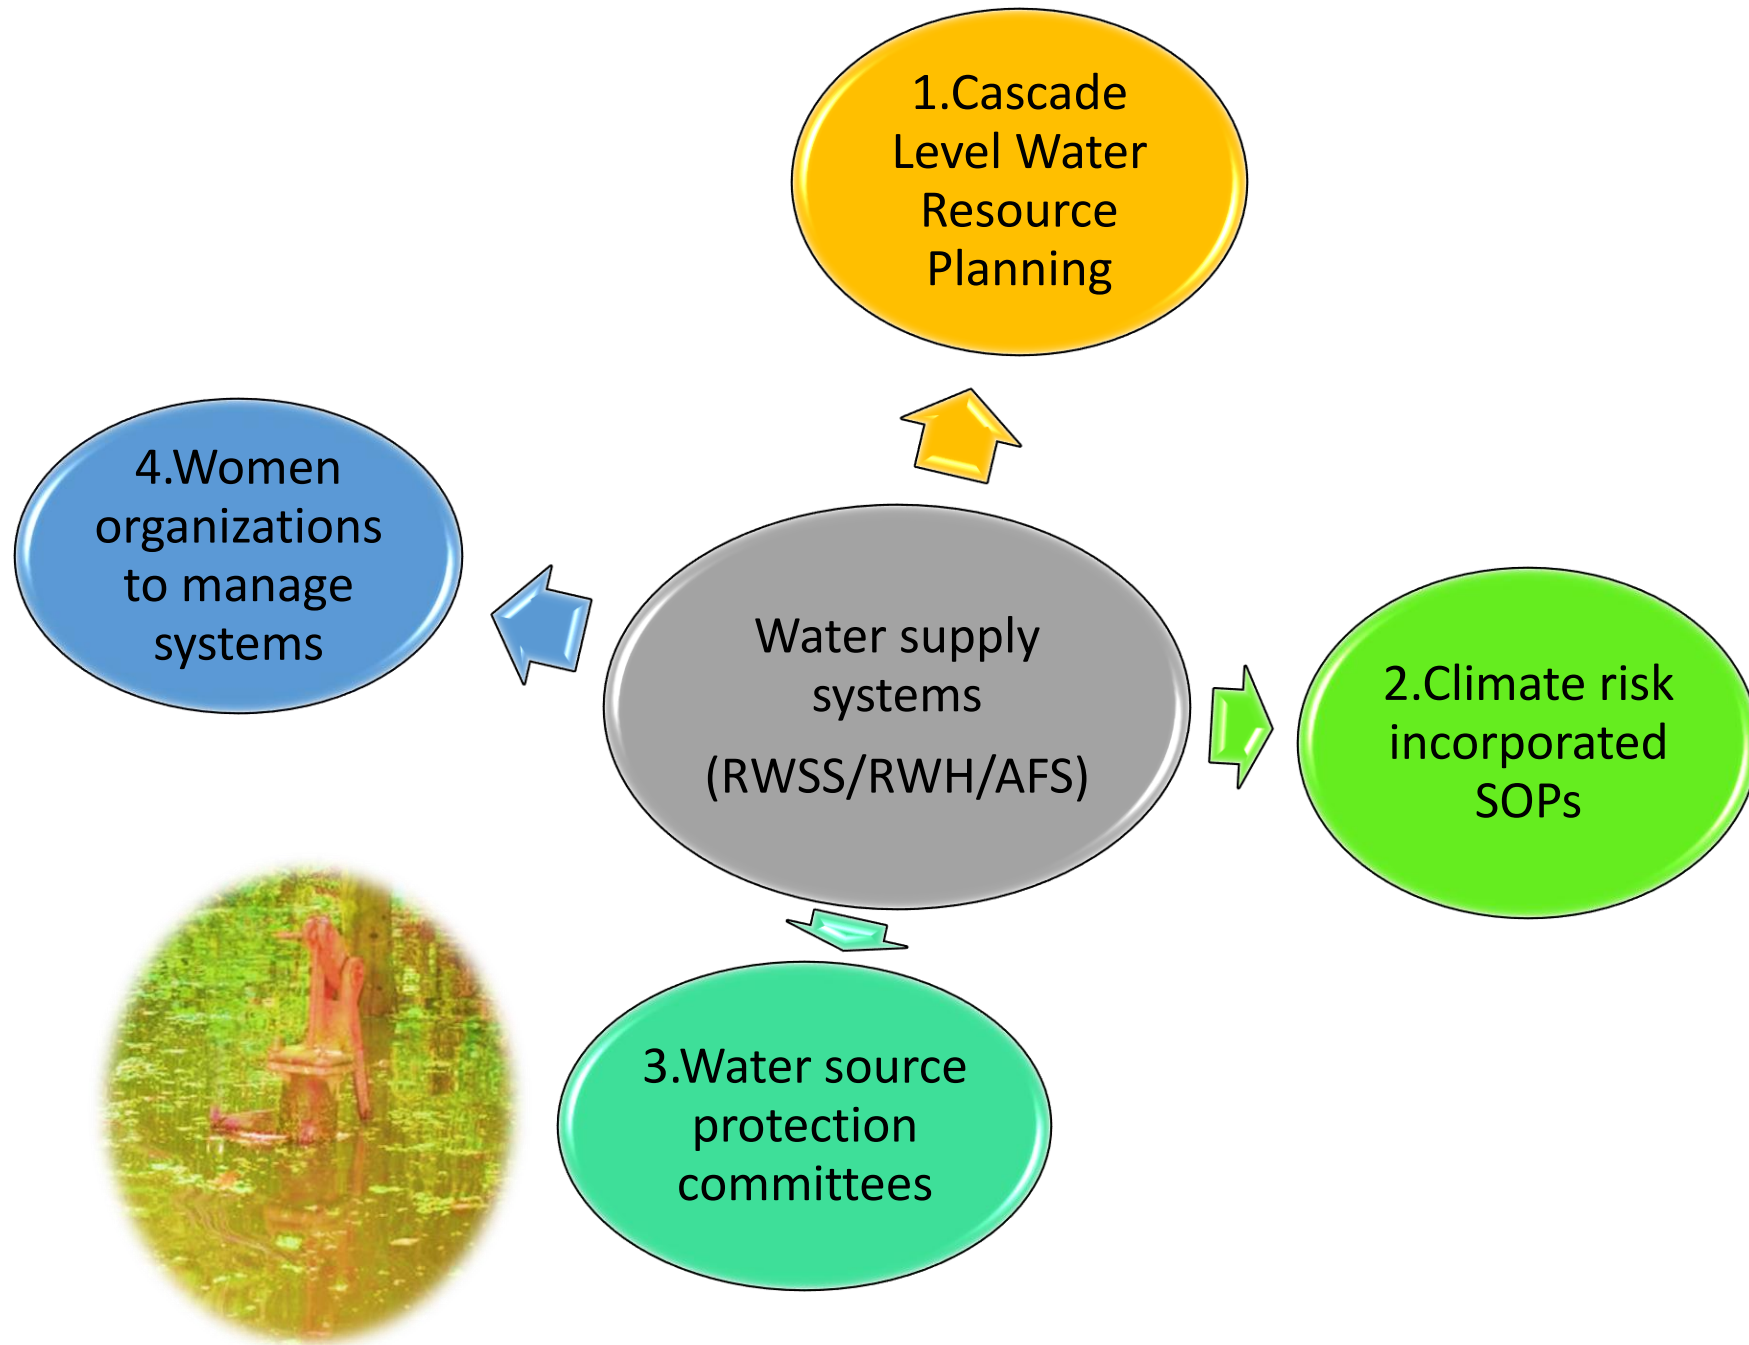 1.Cascade
Level Water
Resource
Planning
4.Women
organizations
to manage
systems
Water supply
systems
(RWSS/RWH/AFS)
2.Climate risk
incorporated
SOPs
3.Water source
protection
committees